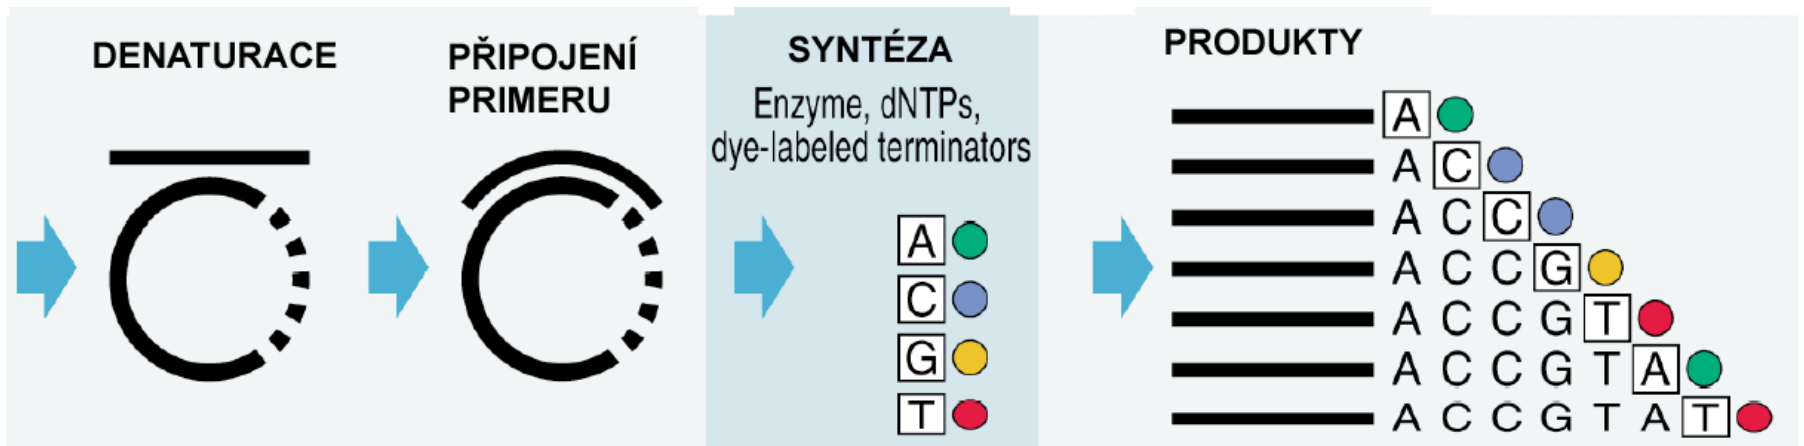 DENATURACE
PŘIPOJENÍ
PRIMERU
SYNTÉZA
Enzyme, dNTPs,
dye-labeled terminators
A
C
G
T
PRODUKTY
A
A C
A C C
A C C G
A C C G T
A C C G T A
A C C G T A T